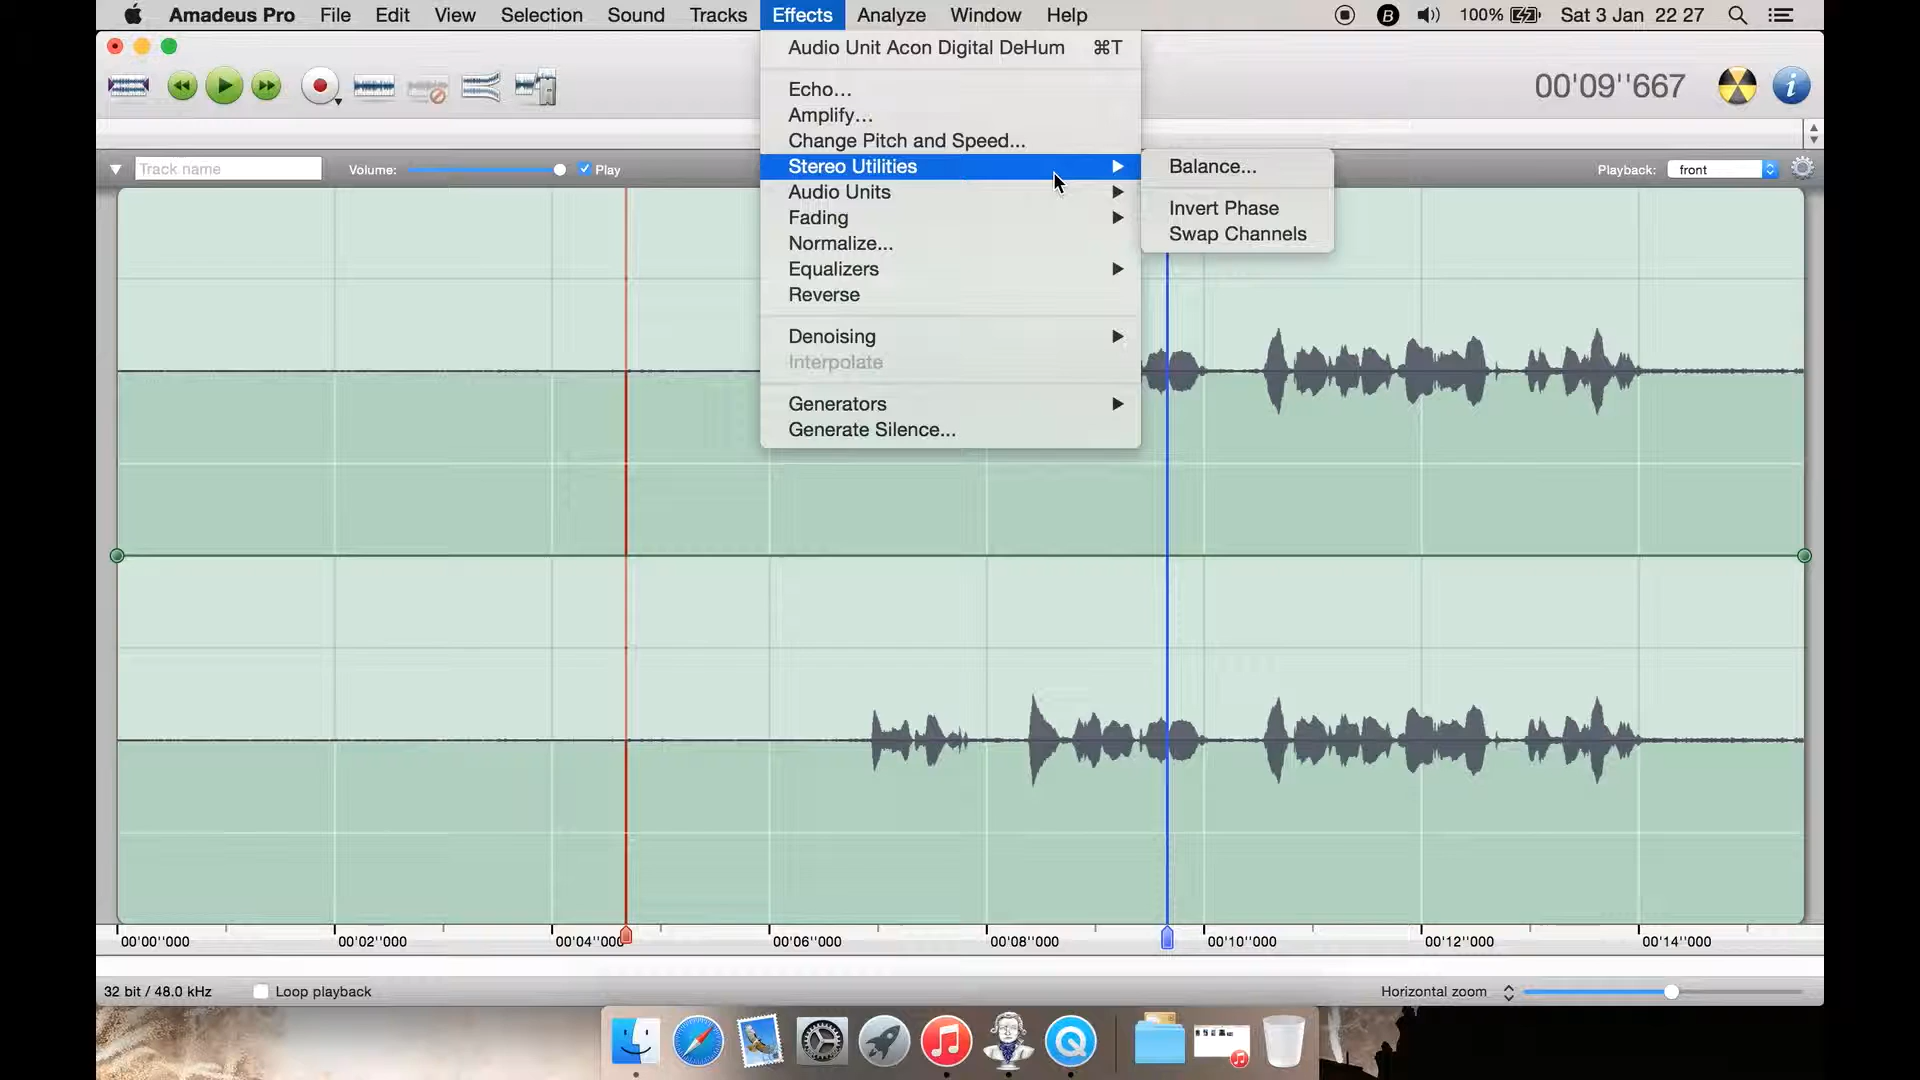 Amadeus Pro File Edit View Selection Sound Tracks Effects Analyze Window Help 100% Sat 3 Jan 22 27
Audio Unit Acon Digital DeHum ⌘T
00'09''667
Echo...
Amplify...
Change Pitch and Speed...
Track name Volume: Play Stereo Utilities Balance... Playback: front
Audio Units
Invert Phase
Fading
Swap Channels
Normalize...
Equalizers
Reverse
Denoising
Interpolate
Generators
Generate Silence...
00'00''000 00'02''000 00'04''000 00'06''000 00'08''000 00'10''000 00'12''000 00'14''000
32 bit / 48.0 kHz Loop playback Horizontal zoom